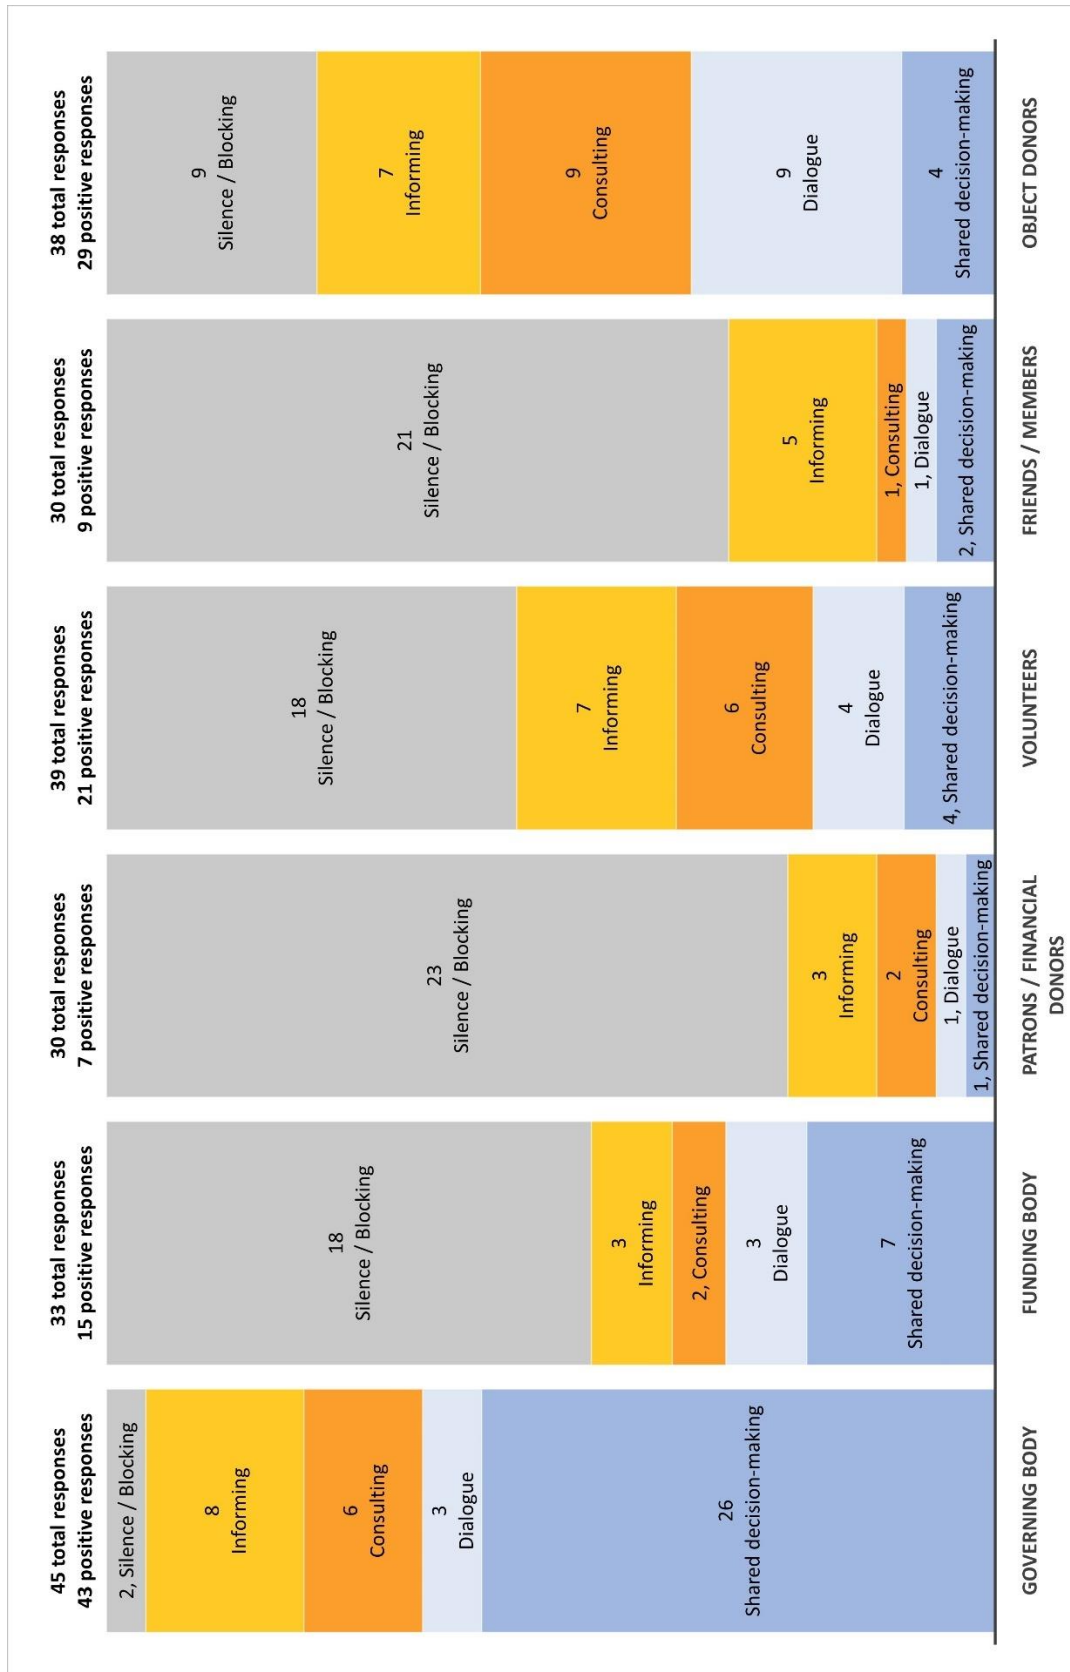 45 total responses
43 positive responses
2, Silence / Blocking
8
Informing
6
Consulting
3
Dialogue
26
Shared decision-making
GOVERNING BODY
33 total responses
15 positive responses
18
Silence / Blocking
3
Informing
2, Consulting
3
Dialogue
7
Shared decision-making
FUNDING BODY
30 total responses
7 positive responses
23
Silence / Blocking
3
Informing
2
Consulting
1, Dialogue
1, Shared decision-making
PATRONS / FINANCIAL
DONORS
39 total responses
21 positive responses
18
Silence / Blocking
7
Informing
6
Consulting
4
Dialogue
4, Shared decision-making
VOLUNTEERS
30 total responses
9 positive responses
21
Silence / Blocking
5
Informing
1, Consulting
1, Dialogue
2, Shared decision-making
FRIENDS / MEMBERS
38 total responses
29 positive responses
9
Silence / Blocking
7
Informing
9
Consulting
9
Dialogue
4
Shared decision-making
OBJECT DONORS